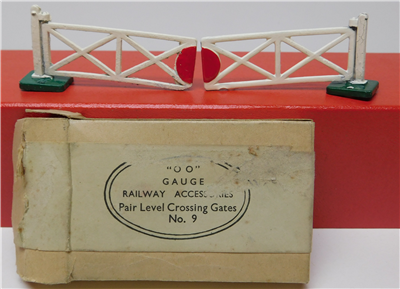 "OO"
GAUGE
RAILWAY ACCESSORIES
Pair Level Crossing Gates
No. 9